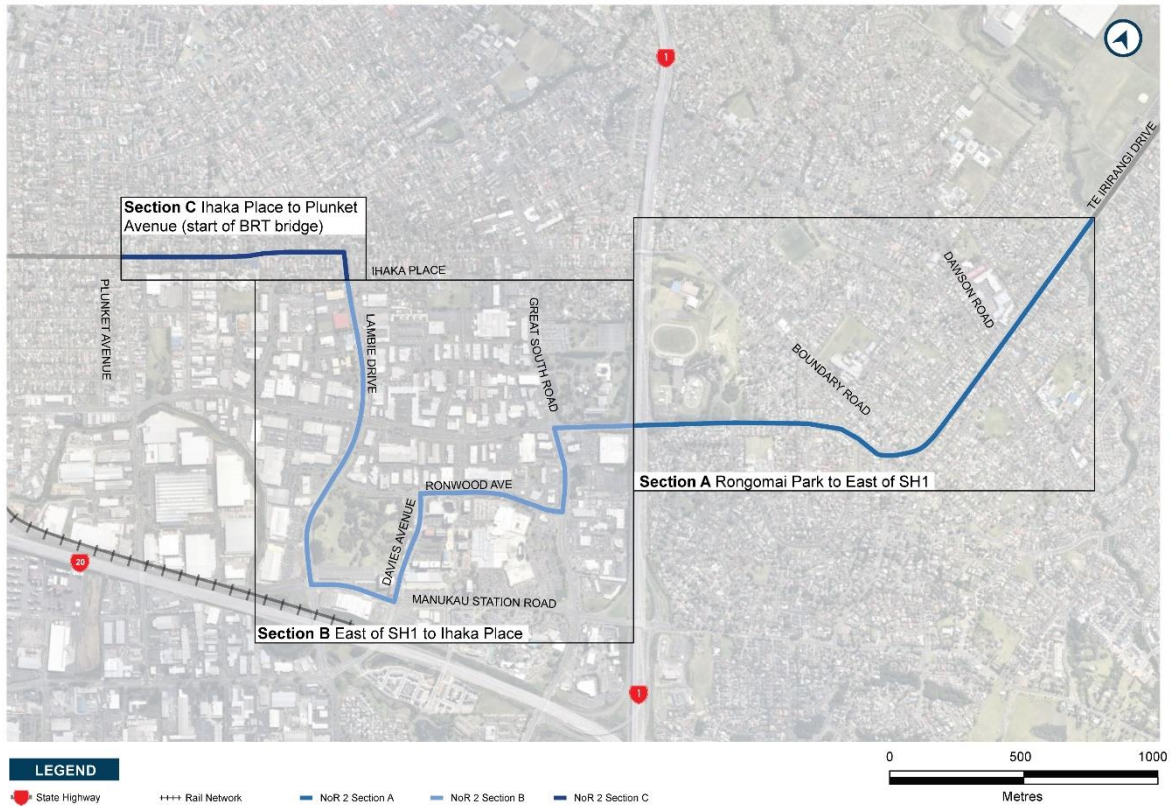 1
TE IRIRANGI DRIVE
Section C Ihaka Place to Plunket
Avenue (start of BRT bridge)
IHAKA PLACE
PLUNKET AVENUE
LAMBIE DRIVE
GREAT SOUTH ROAD
DAWSON ROAD
BOUNDARY ROAD
Section A Rongomai Park to East of SH1
RONWOOD AVE
DAVIES AVENUE
20
MANUKAU STATION ROAD
Section B East of SH1 to Ihaka Place
1
LEGEND
State Highway
Rail Network
NoR 2 Section A
NoR 2 Section B
NoR 2 Section C
0 500 1000
Metres